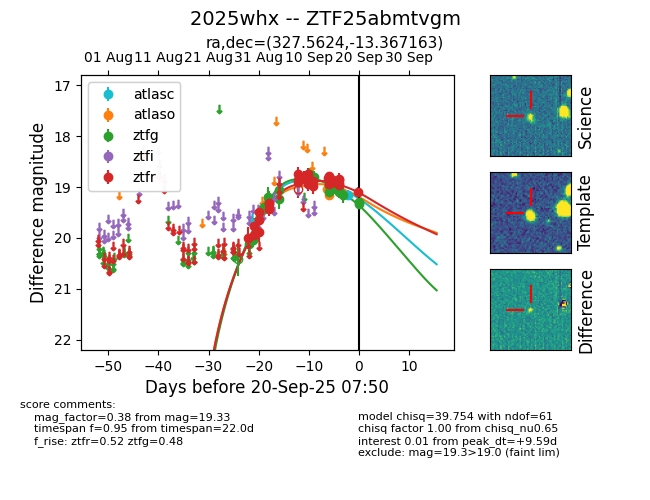 2025whx -- ZTF25abmtvgm
ra,dec=(327.5624,-13.367163)
01 Aug 11 Aug 21 Aug 31 Aug 10 Sep 20 Sep 30 Sep
17
18
19
20
21
22
Difference magnitude
atlasc
atlaso
ztfg
ztfi
ztfr
−50 −40 −30 −20 −10 0 10
Days before 20-Sep-25 07:50
Science
Template
Difference
score comments:
mag_factor=0.38 from mag=19.33
timespan f=0.95 from timespan=22.0d
f_rise: ztfr=0.52 ztfg=0.48
model chisq=39.754 with ndof=61
chisq factor 1.00 from chisq_nu0.65
interest 0.01 from peak_dt=+9.59d
exclude: mag=19.3>19.0 (faint lim)